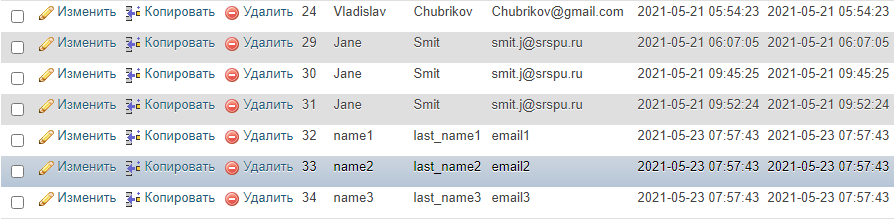 Изменить Копировать Удалить 24 Vladislav Chubrikov Chubrikov@gmail.com 2021-05-21 05:54:23 2021-05-21 05:54:23
Изменить Копировать Удалить 29 Jane Smit smit.j@srspu.ru 2021-05-21 06:07:05 2021-05-21 06:07:05
Изменить Копировать Удалить 30 Jane Smit smit.j@srspu.ru 2021-05-21 09:45:25 2021-05-21 09:45:25
Изменить Копировать Удалить 31 Jane Smit smit.j@srspu.ru 2021-05-21 09:52:24 2021-05-21 09:52:24
Изменить Копировать Удалить 32 name1 last_name1 email1 2021-05-23 07:57:43 2021-05-23 07:57:43
Изменить Копировать Удалить 33 name2 last_name2 email2 2021-05-23 07:57:43 2021-05-23 07:57:43
Изменить Копировать Удалить 34 name3 last_name3 email3 2021-05-23 07:57:43 2021-05-23 07:57:43